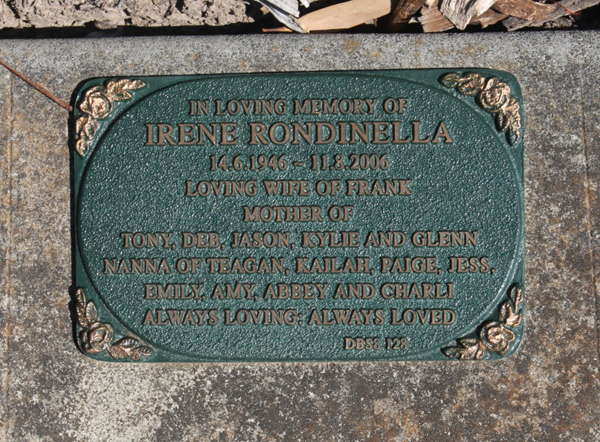 IN LOVING MEMORY OF
IRENE RONDINELLA
14.6.1946 ~ 11.8.2006
LOVING WIFE OF FRANK
MOTHER OF
TONY, DEB, JASON, KYLIE AND GLENN
NANNA OF TEAGAN, KAILAH, PAIGE, JESS,
EMILY, AMY, ABBEY AND CHARLI
ALWAYS LOVING: ALWAYS LOVED
DBS8 128